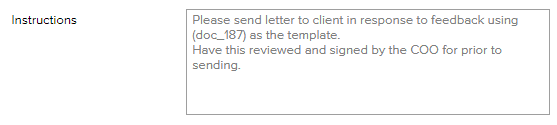 Instructions
Please send letter to client in response to feedback using
(doc_187) as the template.
Have this reviewed and signed by the COO for prior to
sending.